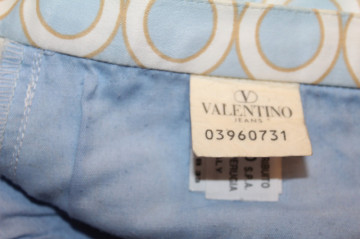 VALENTINO
JEANS
03960731
S.P.A.